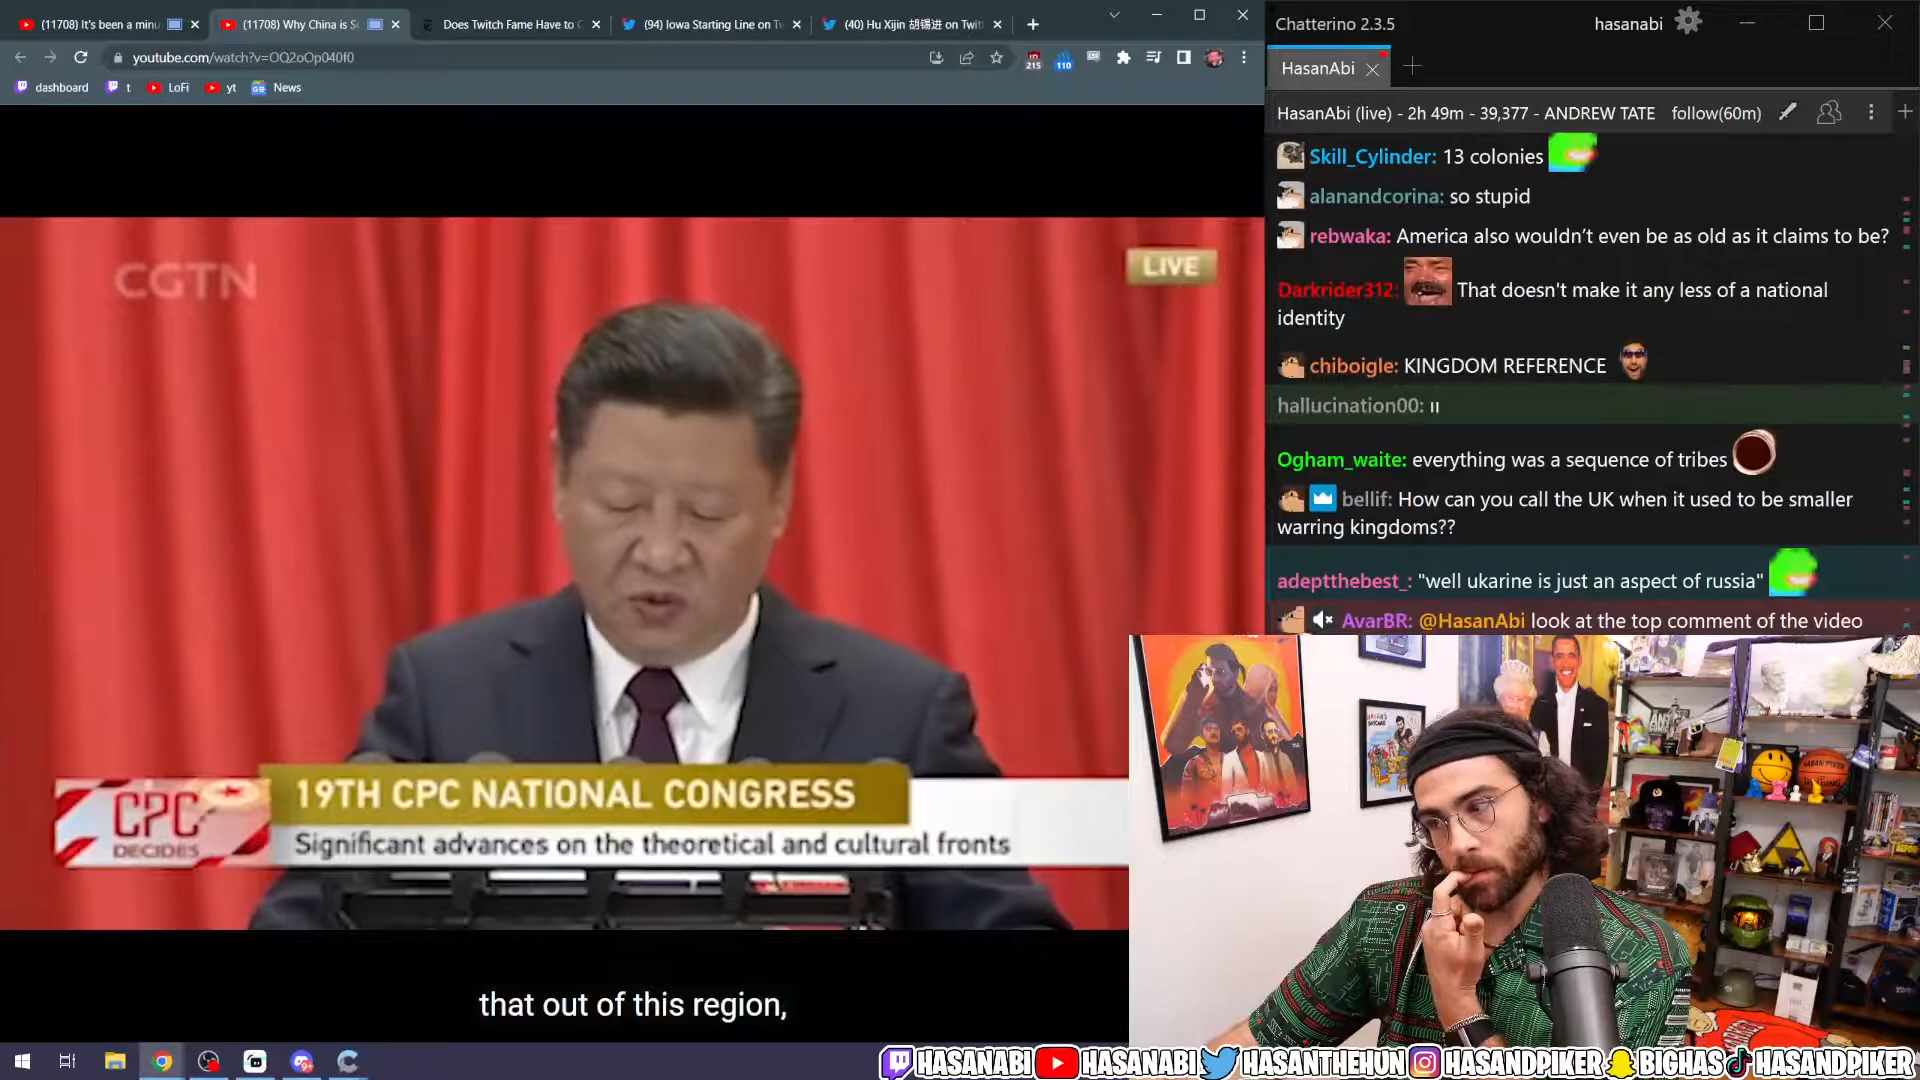 (11708) It's been a minu
(11708) Why China is S
Does Twitch Fame Have to C
(94) Iowa Starting Line on Tw
(40) Hu Xijin 胡锡进 on Twitt
youtube.com/watch?v=OQ2oOp040f0
215
110
dashboard
t
LoFi
yt
News
CGTN
LIVE
CPC
DECIDES
19TH CPC NATIONAL CONGRESS
Significant advances on the theoretical and cultural fronts
that out of this region,
Chatterino 2.3.5
hasanabi
HasanAbi
HasanAbi (live) - 2h 49m - 39,377 - ANDREW TATE
follow(60m)
Skill_Cylinder: 13 colonies
alanandcorina: so stupid
rebwaka: America also wouldn't even be as old as it claims to be?
Darkrider312: That doesn't make it any less of a national
identity
chiboigle: KINGDOM REFERENCE
hallucination00: ıı
Ogham_waite: everything was a sequence of tribes
bellif: How can you call the UK when it used to be smaller
warring kingdoms??
adeptthebest_: "well ukarine is just an aspect of russia"
AvarBR: @HasanAbi look at the top comment of the video
HASANABI
HASANABI
HASANTHEHUN
HASANDPIKER
BIGHAS
HASANDPIKER